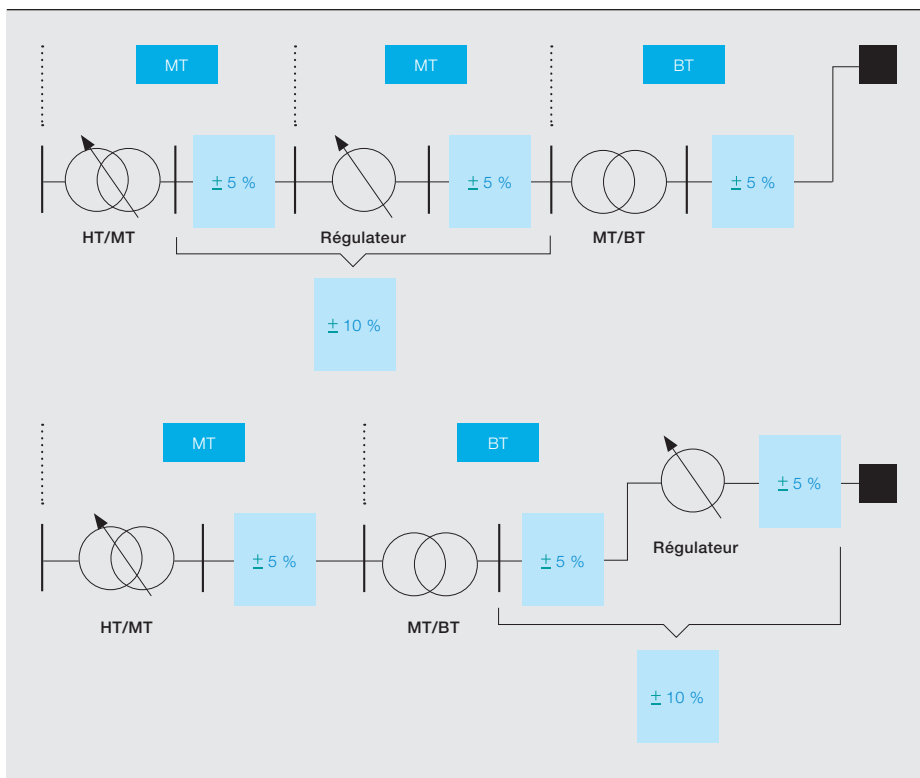 MT MT BT
± 5 % ± 5 % ± 5 %
HT/MT Régulateur MT/BT
± 10 %
MT BT
± 5 %
± 5 % ± 5 %
Régulateur
HT/MT MT/BT
± 10 %